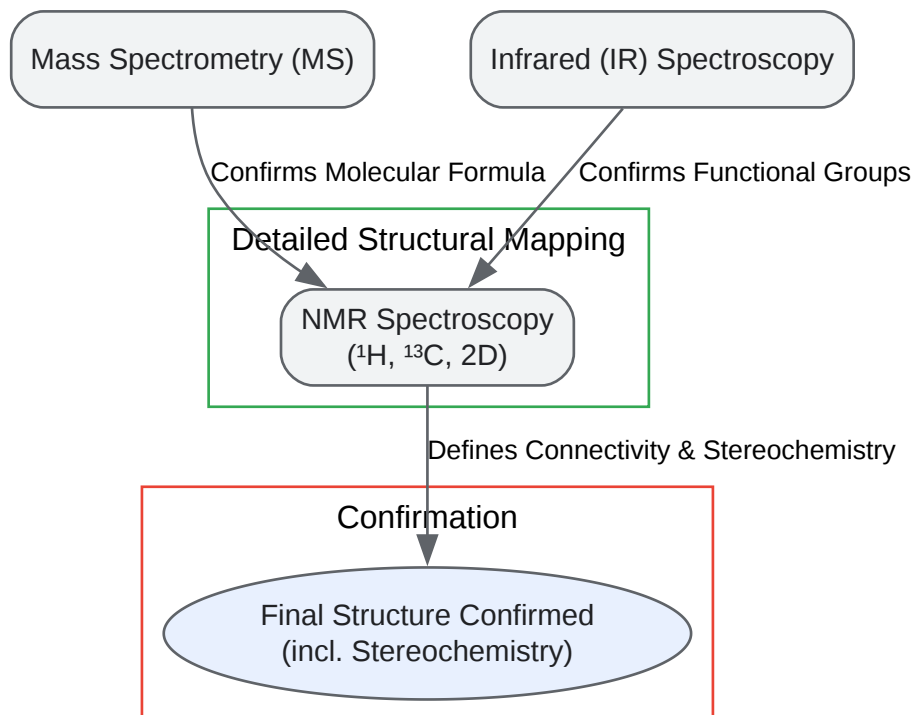 Mass Spectrometry (MS)
Infrared (IR) Spectroscopy
Confirms Molecular Formula
Confirms Functional Groups
Detailed Structural Mapping
NMR Spectroscopy
(¹H, ¹³C, 2D)
Defines Connectivity & Stereochemistry
Confirmation
Final Structure Confirmed
(incl. Stereochemistry)